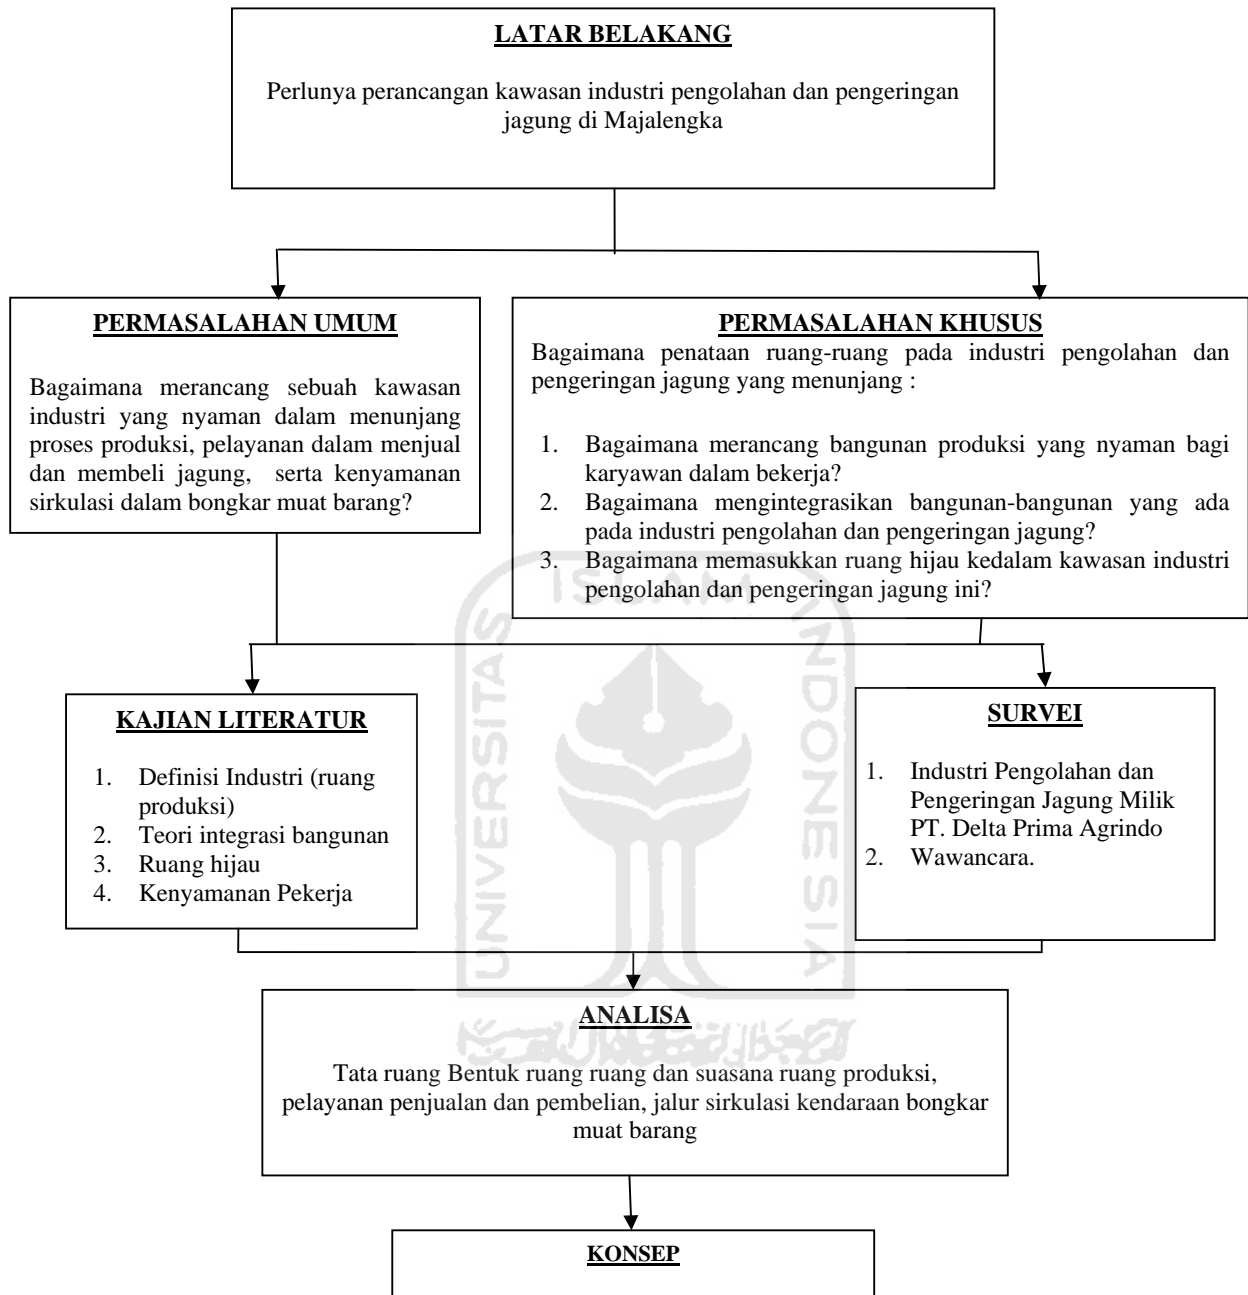 LATAR BELAKANG
Perlunya perancangan kawasan industri pengolahan dan pengeringan
jagung di Majalengka
PERMASALAHAN UMUM
Bagaimana merancang sebuah kawasan
industri yang nyaman dalam menunjang
proses produksi, pelayanan dalam menjual
dan membeli jagung, serta kenyamanan
sirkulasi dalam bongkar muat barang?
PERMASALAHAN KHUSUS
Bagaimana penataan ruang-ruang pada industri pengolahan dan
pengeringan jagung yang menunjang :
1. Bagaimana merancang bangunan produksi yang nyaman bagi
karyawan dalam bekerja?
2. Bagaimana mengintegrasikan bangunan-bangunan yang ada
pada industri pengolahan dan pengeringan jagung?
3. Bagaimana memasukkan ruang hijau kedalam kawasan industri
pengolahan dan pengeringan jagung ini?
KAJIAN LITERATUR
1. Definisi Industri (ruang
produksi)
2. Teori integrasi bangunan
3. Ruang hijau
4. Kenyamanan Pekerja
SURVEI
1. Industri Pengolahan dan
Pengeringan Jagung Milik
PT. Delta Prima Agrindo
2. Wawancara.
ANALISA
Tata ruang Bentuk ruang ruang dan suasana ruang produksi,
pelayanan penjualan dan pembelian, jalur sirkulasi kendaraan bongkar
muat barang
KONSEP
UNIVERSITAS
ISLAM
INDONESIA